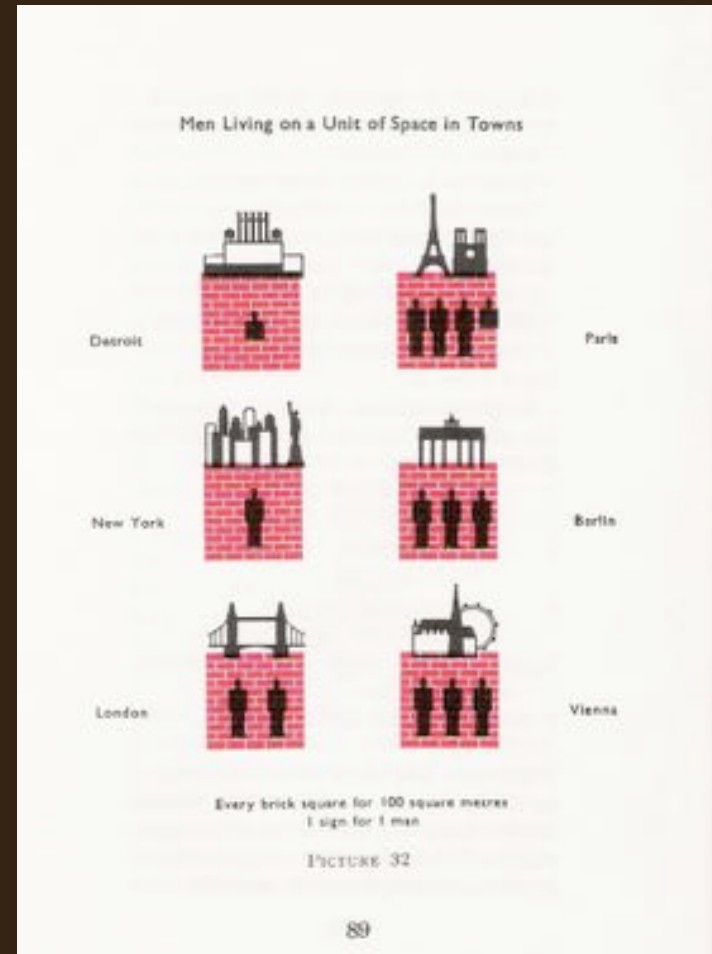 Men Living on a Unit of Space in Towns
Detroit
Paris
New York
Berlin
London
Vienna
Every brick square for 100 square metres
1 sign for 1 man
PICTURE 32
89